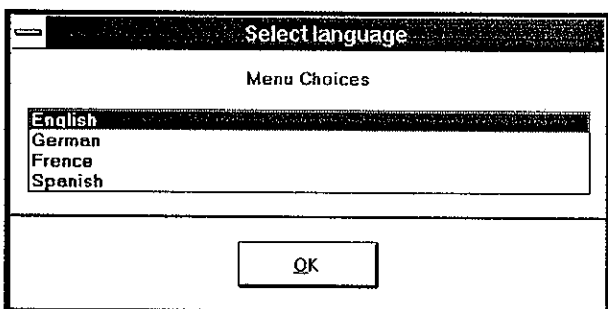 Select language
Menu Choices
English
German
Frence
Spanish
OK